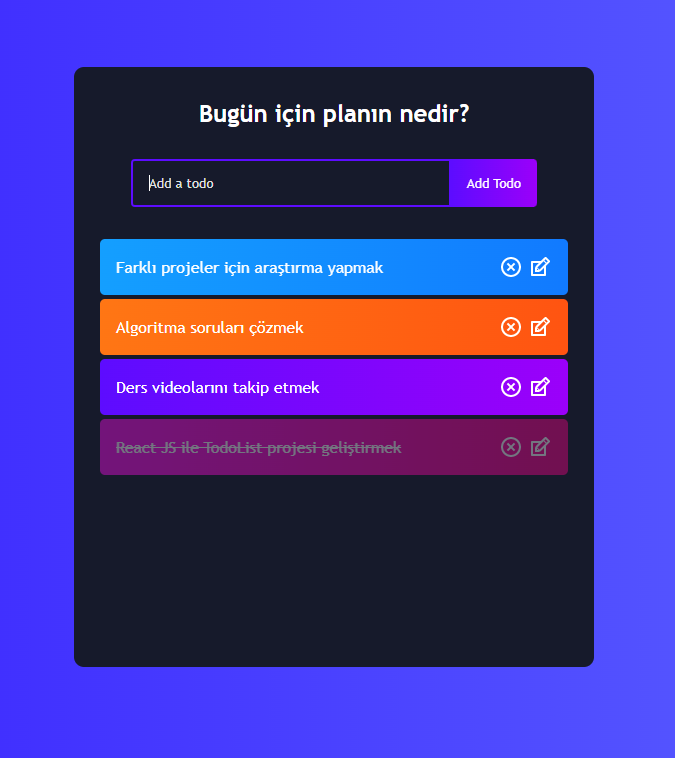 Bugün için planın nedir?
Add a todo
Add Todo
Farklı projeler için araştırma yapmak
Algoritma soruları çözmek
Ders videolarını takip etmek
React JS ile TodoList projesi geliştirmek